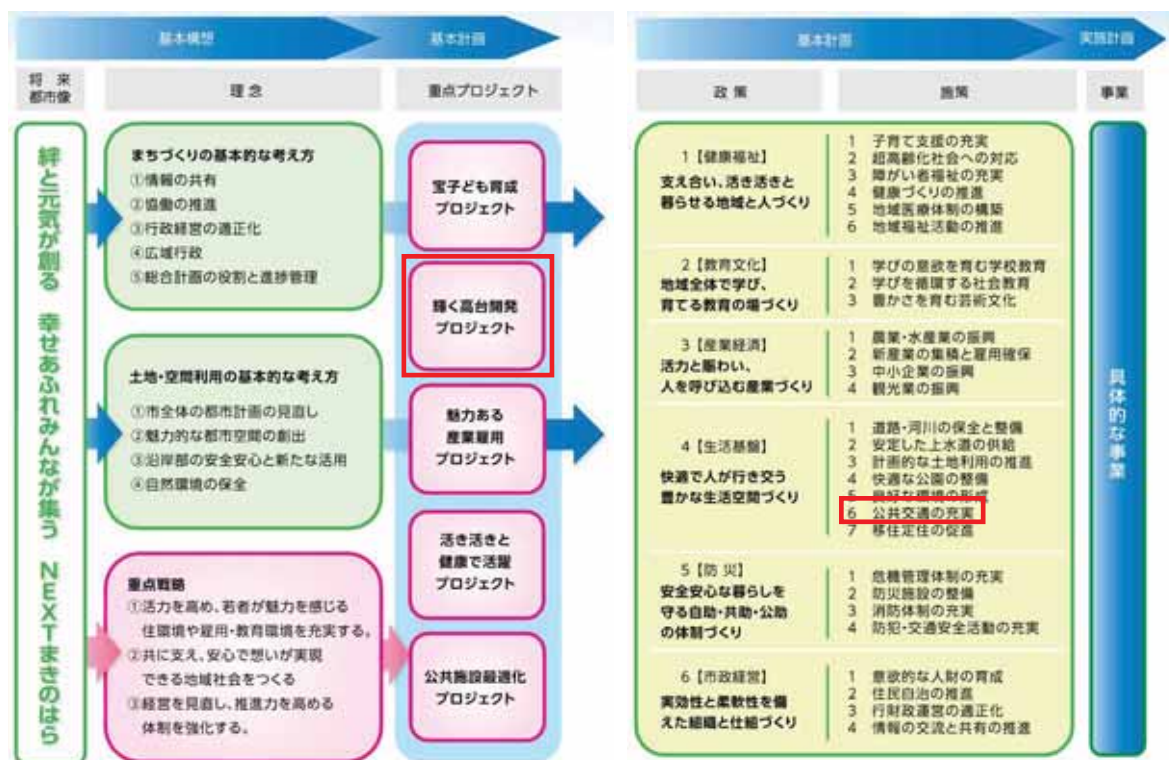 基本構想
基本計画
将来
都市像
理念
重点プロジェクト
絆と元気が創る 幸せあふれみんなが集う NEXTまきのはら
まちづくりの基本的な考え方
①情報の共有
②協働の推進
③行政経営の適正化
④広域行政
⑤総合計画の役割と進捗管理
土地・空間利用の基本的な考え方
①市全体の都市計画の見直し
②魅力的な都市空間の創出
③沿岸部の安全安心と新たな活用
④自然環境の保全
重点戦略
①活力を高め、若者が魅力を感じる
住環境や雇用・教育環境を充実する。
②共に支え、安心で想いが実現
できる地域社会をつくる
③経営を見直し、推進力を高める
体制を強化する。
宝子ども育成
プロジェクト
輝く高台開発
プロジェクト
魅力ある
産業雇用
プロジェクト
活き活きと
健康で活躍
プロジェクト
公共施設最適化
プロジェクト
基本計画
実施計画
政策
施策
事業
1【健康福祉】
支え合い、活き活きと
暮らせる地域と人づくり
1 子育て支援の充実
2 超高齢化社会への対応
3 障がい者福祉の充実
4 健康づくりの推進
5 地域医療体制の構築
6 地域福祉活動の推進
2【教育文化】
地域全体で学び、
育てる教育の場づくり
1 学びの意欲を育む学校教育
2 学びを循環する社会教育
3 豊かさを育む芸術文化
3【産業経済】
活力と賑わい、
人を呼び込む産業づくり
1 農業・水産業の振興
2 新産業の集積と雇用確保
3 中小企業の振興
4 観光業の振興
4【生活基盤】
快適で人が行き交う
豊かな生活空間づくり
1 道路・河川の保全と整備
2 安定した上水道の供給
3 計画的な土地利用の推進
4 快適な公園の整備
5 良好な環境の形成
6 公共交通の充実
7 移住定住の促進
5【防災】
安全安心な暮らしを
守る自助・共助・公助
の体制づくり
1 危機管理体制の充実
2 防災施設の整備
3 消防体制の充実
4 防犯・交通安全活動の充実
6【市政経営】
実効性と柔軟性を備
えた組織と仕組づくり
1 意欲的な人財の育成
2 住民自治の推進
3 行財政運営の適正化
4 情報の交流と共有の推進
具体的な事業